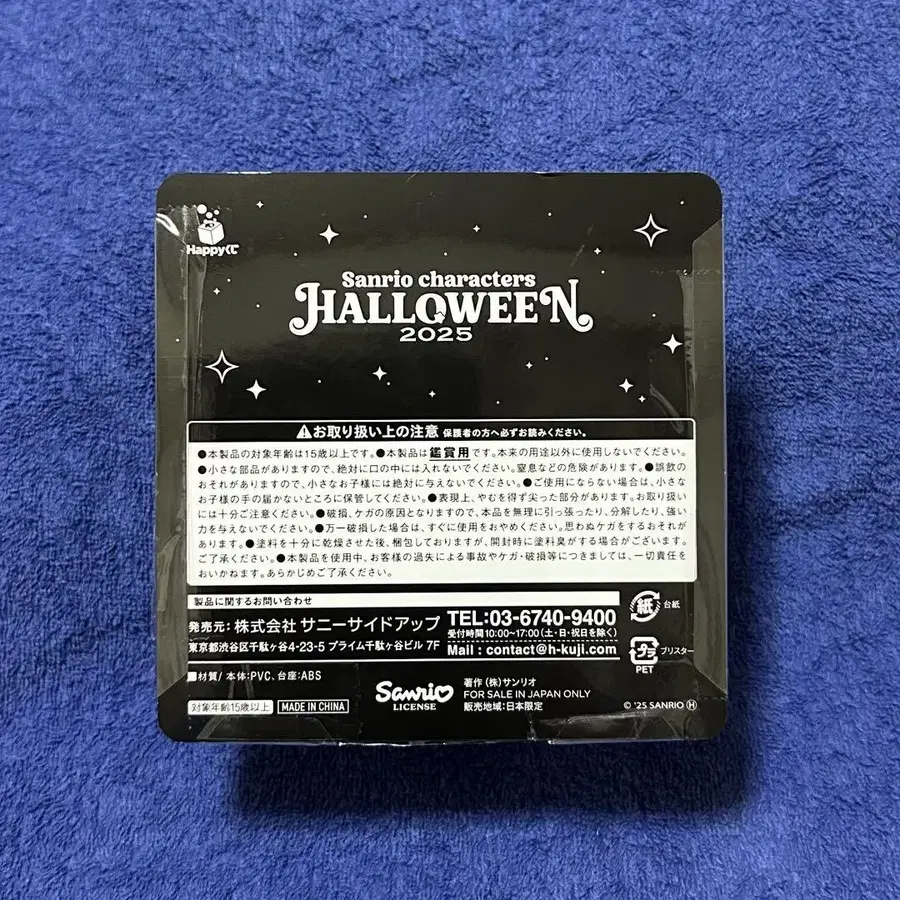 Happyくじ
Sanrio characters
HALLOWEEN
2025
⚠お取り扱い上の注意 保護者の方へ必ずお読みください。
●本製品の対象年齢は15歳以上です。●本製品は鑑賞用です。本来の用途以外に使用しないでください。
●小さな部品がありますので、絶対に口の中には入れないでください。窒息などの危険があります。●誤飲の
おそれがありますので、小さなお子様には絶対に与えないでください。●ご使用にならない場合は、小さな
お子様の手の届かないところに保管してください。●表現上、やむを得ず尖った部分があります。お取り扱い
には十分ご注意ください。●破損、ケガの原因となりますので、本品を無理に引っ張ったり、分解したり、強い
力を与えないでください。●万一破損した場合は、すぐに使用をおやめください。思わぬケガをするおそれが
あります。●塗料を十分に乾燥させた後、梱包しておりますが、開封時に塗料臭がする場合がございます。
ご了承ください。●本製品を使用中、お客様の過失による事故やケガ・破損等につきましては、一切責任を
おいかねます。あらかじめご了承ください。
製品に関するお問い合わせ
発売元:株式会社 サニーサイドアップ
東京都渋谷区千駄ヶ谷4-23-5 プライム千駄ヶ谷ビル 7F
TEL:03-6740-9400
受付時間10:00~17:00(土・日・祝日を除く)
Mail : contact@h-kuji.com
紙 台紙
プラ ブリスター
PET
■材質/ 本体:PVC、台座:ABS
対象年齢15歳以上 MADE IN CHINA
Sanrio
LICENSE
著作 (株)サンリオ
FOR SALE IN JAPAN ONLY
販売地域:日本限定
© '25 SANRIO Ⓗ